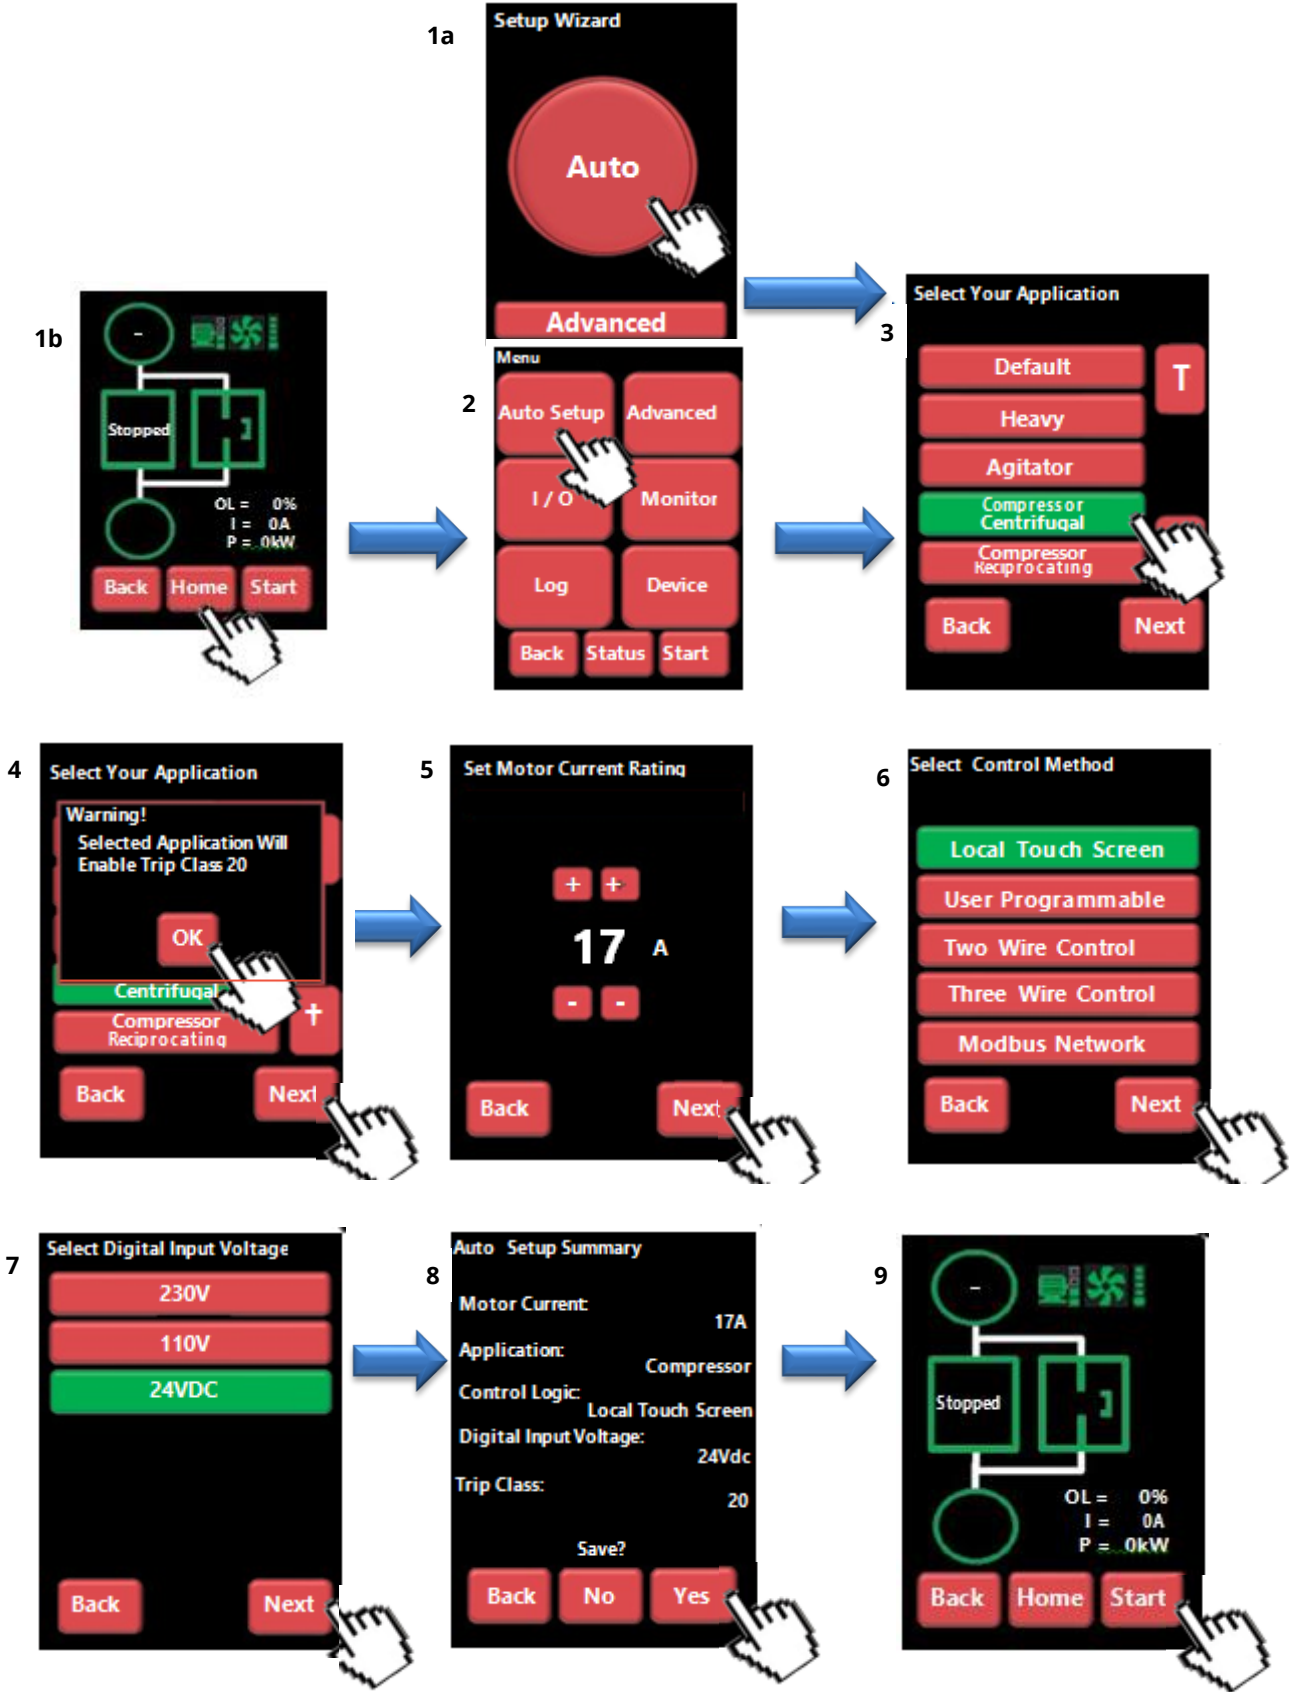 1a
Setup Wizard
Auto
Advanced
1b
-
Stopped
OL = 0%
I = 0A
P = 0kW
Back Home Start
2
Menu
Auto Setup Advanced
I / O Monitor
Log Device
Back Status Start
3
Select Your Application
Default
T
Heavy
Agitator
Compressor
Centrifugal
Compressor
Reciprocating
Back Next
4
Select Your Application
Warning!
Selected Application Will
Enable Trip Class 20
OK
Centrifugal
Compressor
Reciprocating
Back Next
5
Set Motor Current Rating
+ +
17 A
- -
Back Next
6
Select Control Method
Local Touch Screen
User Programmable
Two Wire Control
Three Wire Control
Modbus Network
Back Next
7
Select Digital Input Voltage
230V
110V
24VDC
Back Next
8
Auto Setup Summary
Motor Current:
17A
Application:
Compressor
Control Logic:
Local Touch Screen
Digital Input Voltage:
24Vdc
Trip Class:
20
Save?
Back No Yes
9
-
Stopped
OL = 0%
I = 0A
P = 0kW
Back Home Start